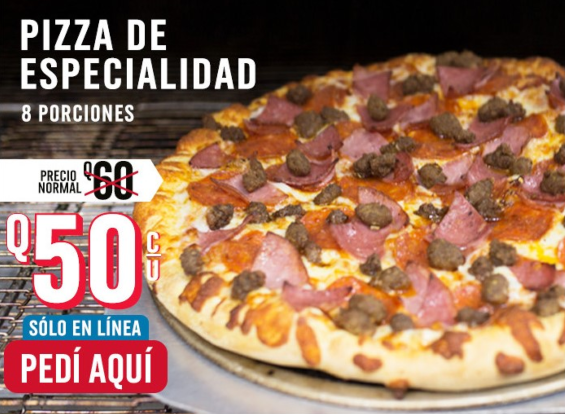 PIZZA DE
ESPECIALIDAD
8 PORCIONES
PRECIO
NORMAL
Q60
Q50 C/U
SÓLO EN LÍNEA
PEDÍ AQUÍ